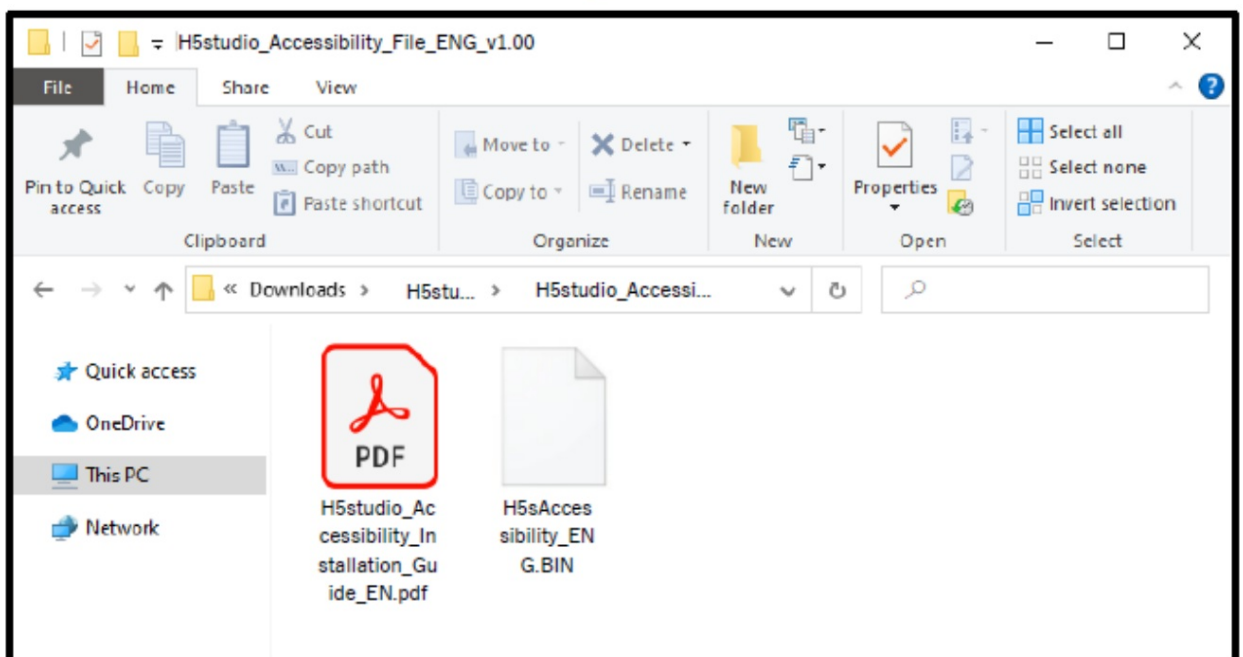 H5studio_Accessibility_File_ENG_v1.00
File Home Share View
Pin to Quick access
Copy
Paste
Cut
Copy path
Paste shortcut
Move to
Copy to
Delete
Rename
New folder
Properties
Select all
Select none
Invert selection
Clipboard Organize New Open Select
« Downloads > H5stu... > H5studio_Accessi...
Quick access
OneDrive
This PC
Network
PDF
H5studio_Ac
cessibility_In
stallation_Gu
ide_EN.pdf
H5sAcces
sibility_EN
G.BIN